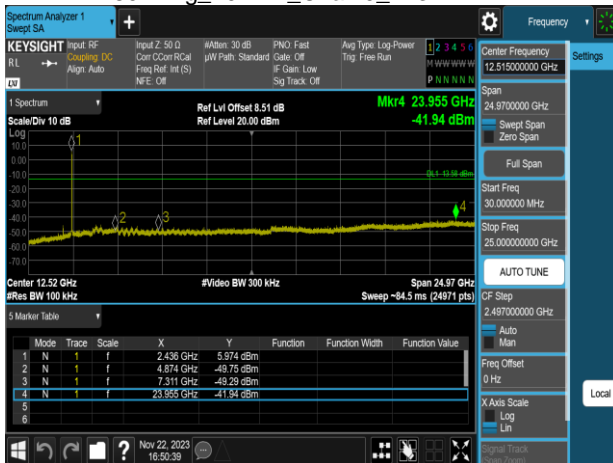 Spectrum Analyzer 1
Swept SA
+
Frequency
KEYSIGHT
Input: RF
Coupling: DC
Align: Auto
Input Z: 50 Ω
Corr CCorr RCal
Freq Ref: Int (S)
NFE: Off
#Atten: 30 dB
µW Path: Standard
PNO: Fast
Gate: Off
IF Gain: Low
Sig Track: Off
Avg Type: Log-Power
Trig: Free Run
1 2 3 4 5 6
M W W W W W
P N N N N N
RL
LXI
1 Spectrum
Scale/Div 10 dB
Ref Lvl Offset 8.51 dB
Ref Level 20.00 dBm
Mkr4 23.955 GHz
-41.94 dBm
Log
10.0
0.00
-10.0
-20.0
-30.0
-40.0
-50.0
-60.0
-70.0
1
2
3
4
DL1 -13.58 dBm
Center 12.52 GHz
#Res BW 100 kHz
#Video BW 300 kHz
Span 24.97 GHz
Sweep ~84.5 ms (24971 pts)
5 Marker Table
Mode Trace Scale X Y Function Function Width Function Value
1 N 1 f 2.436 GHz 5.974 dBm
2 N 1 f 4.874 GHz -49.75 dBm
3 N 1 f 7.311 GHz -49.29 dBm
4 N 1 f 23.955 GHz -41.94 dBm
5
6
Nov 22, 2023
16:50:39
?
Center Frequency
12.515000000 GHz
Span
24.9700000 GHz
Swept Span
Zero Span
Full Span
Start Freq
30.000000 MHz
Stop Freq
25.000000000 GHz
AUTO TUNE
CF Step
2.497000000 GHz
Auto
Man
Freq Offset
0 Hz
X Axis Scale
Log
Lin
Signal Track
(Span Zoom)
Settings
Local